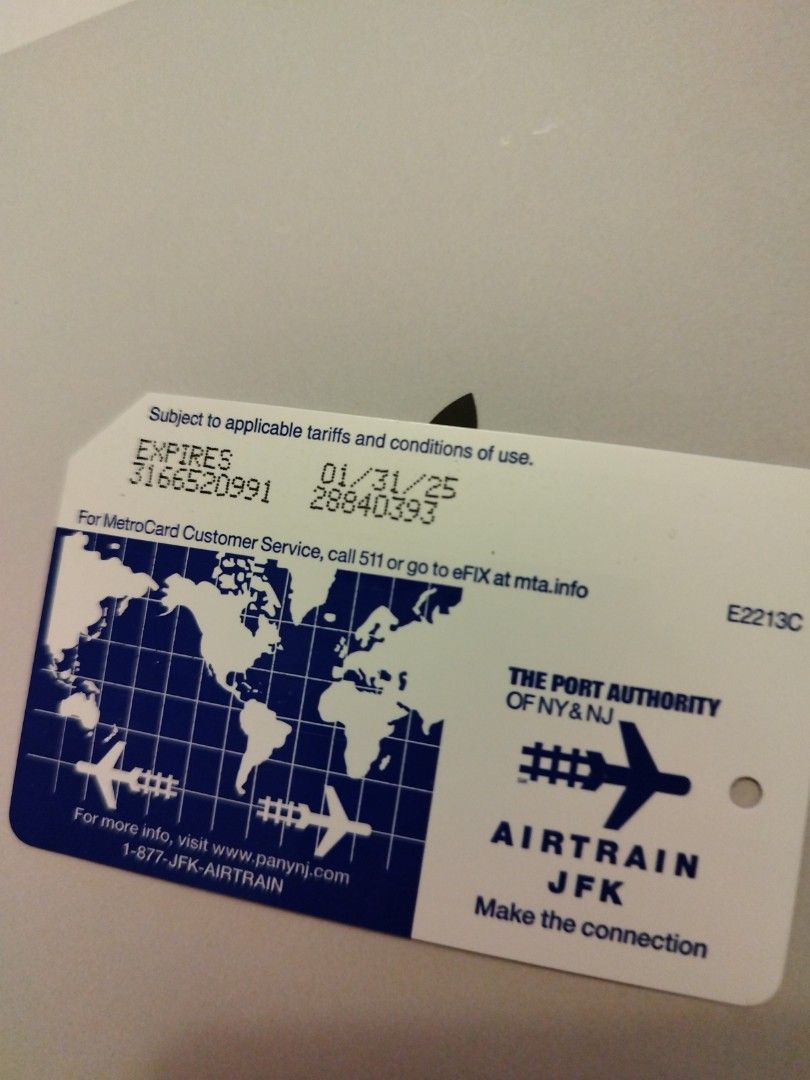 Subject to applicable tariffs and conditions of use.
EXPIRES 01/31/25
3166520991 28840393
For MetroCard Customer Service, call 511 or go to eFIX at mta.info
E2213C
THE PORT AUTHORITY
OF NY & NJ
SM
AIRTRAIN
JFK
Make the connection
For more info, visit www.panynj.com
1-877-JFK-AIRTRAIN